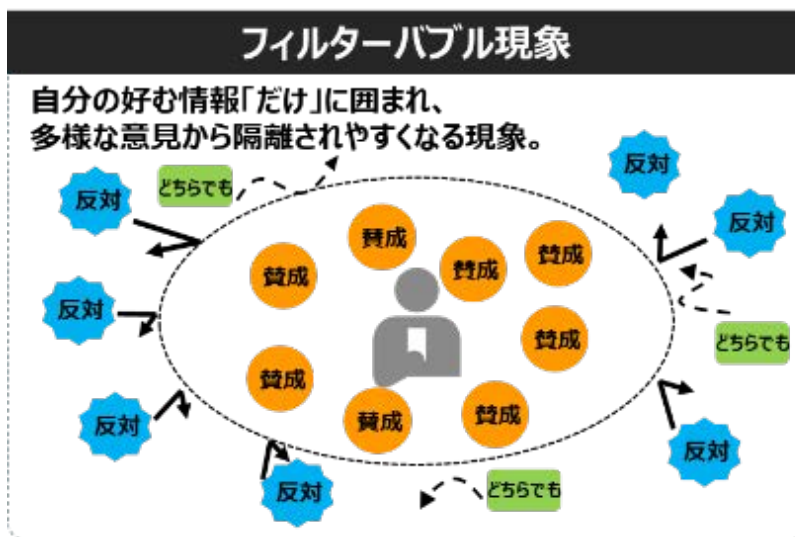 フィルターバブル現象
自分の好む情報「だけ」に囲まれ、
多様な意見から隔離されやすくなる現象。
反対
どちらでも
反対
反対
賛成
賛成
賛成
賛成
反対
賛成
どちらでも
賛成
反対
賛成
賛成
反対
反対
どちらでも